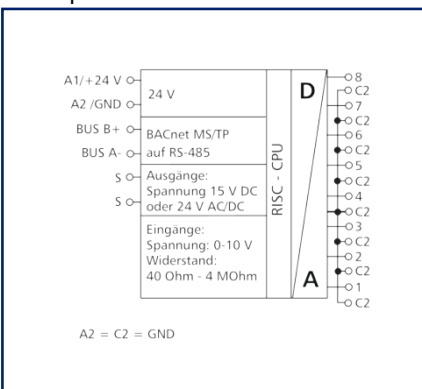 A1/+24 V
24 V
A2 /GND
BUS B+
BACnet MS/TP
BUS A-
auf RS-485
S
Ausgänge:
Spannung 15 V DC
S
oder 24 V AC/DC
Eingänge:
Spannung: 0-10 V
Widerstand:
40 Ohm - 4 MOhm
RISC - CPU
D
A
8
C2
7
C2
6
C2
5
C2
4
C2
3
C2
2
C2
1
C2
A2 = C2 = GND